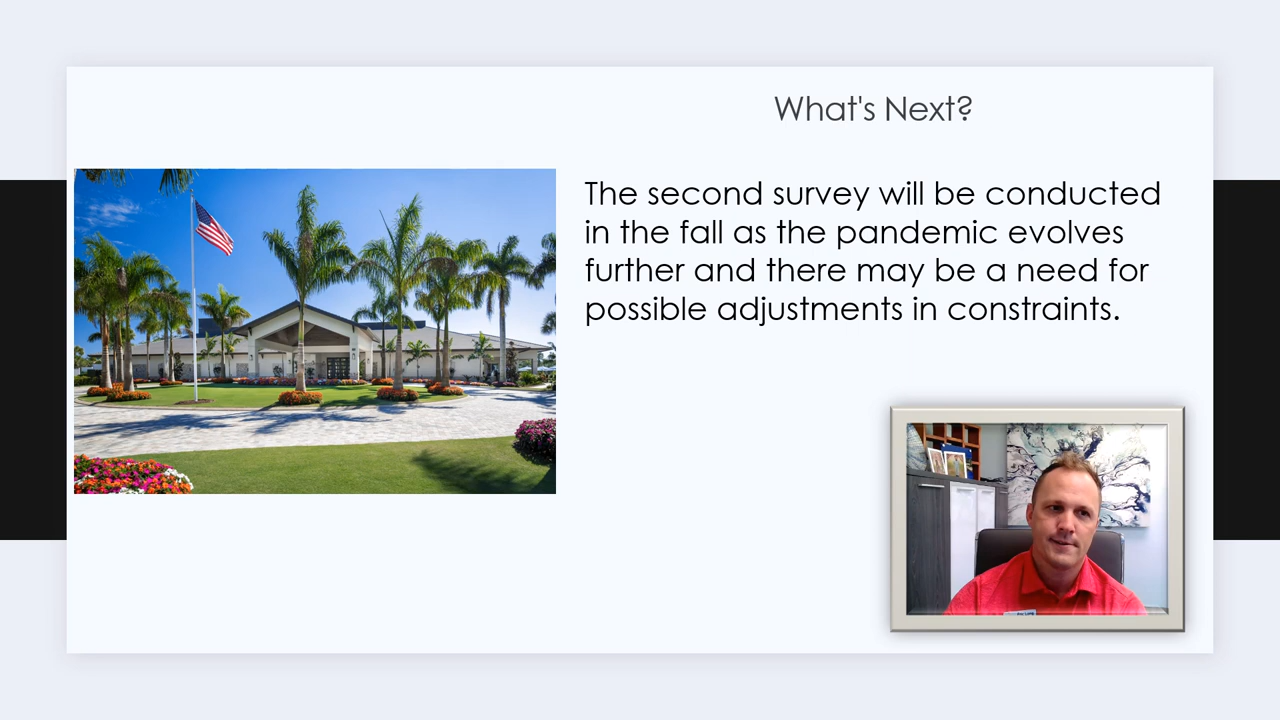 What's Next?
The second survey will be conducted
in the fall as the pandemic evolves
further and there may be a need for
possible adjustments in constraints.